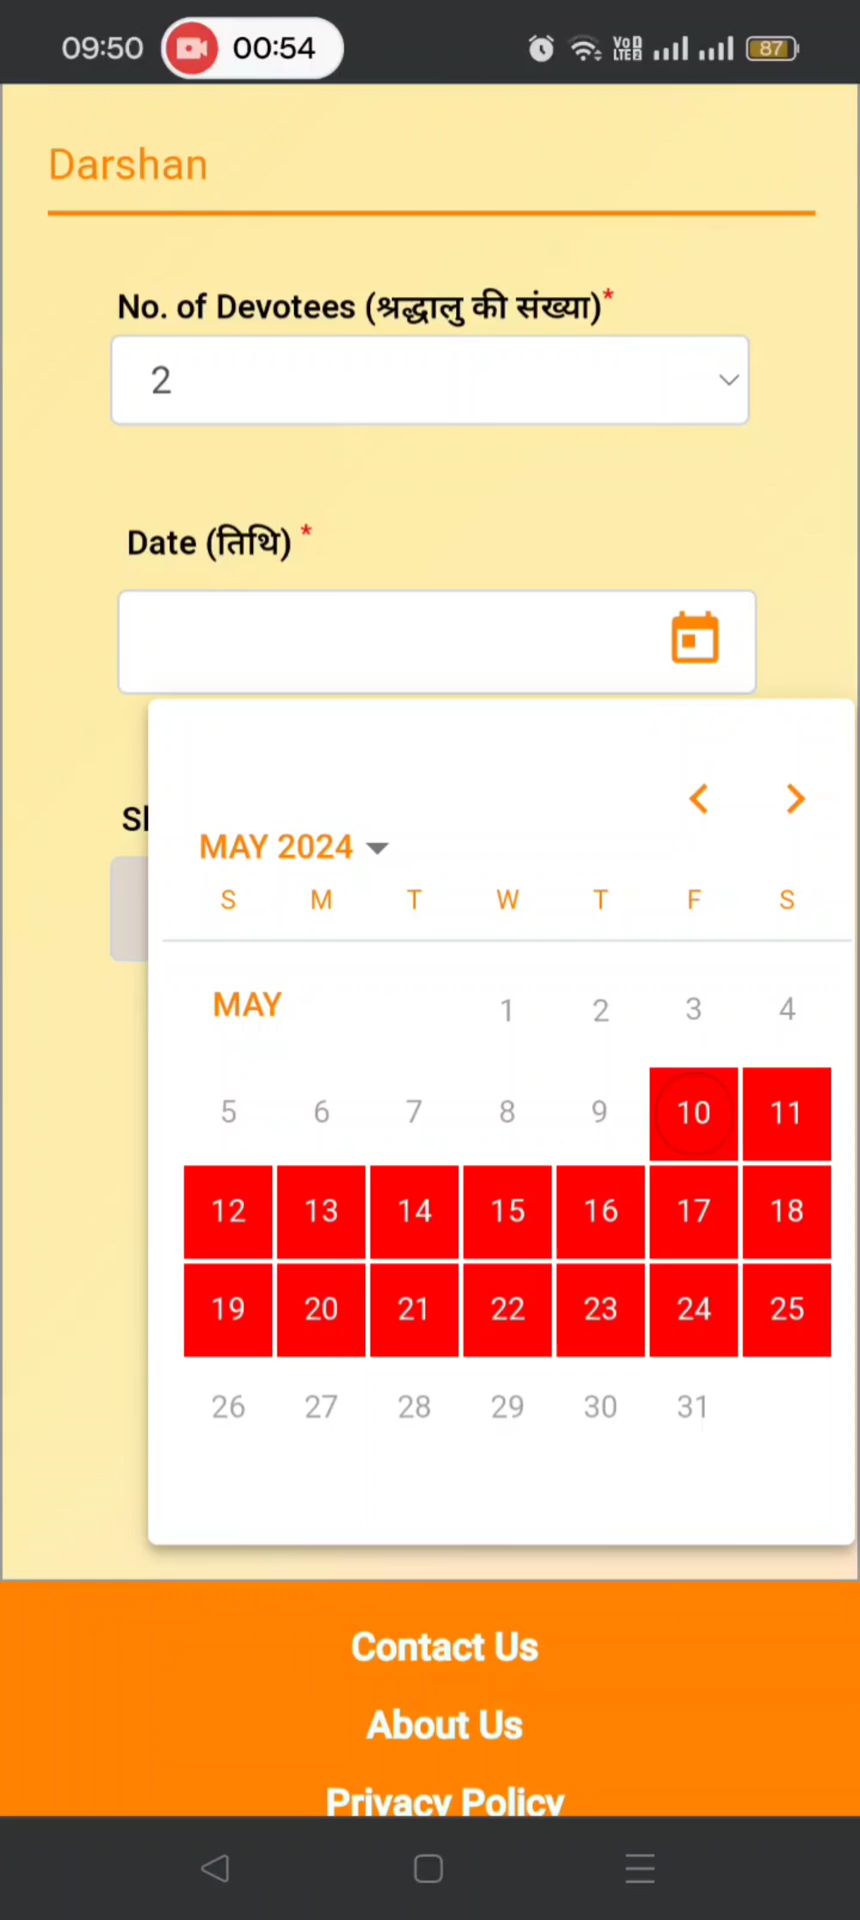 09:50 00:54 VoD LTE2 87
Darshan
No. of Devotees (श्रद्धालु की संख्या)*
2
Date (तिथि) *
MAY 2024
S M T W T F S
MAY 1 2 3 4
5 6 7 8 9 10 11
12 13 14 15 16 17 18
19 20 21 22 23 24 25
26 27 28 29 30 31
Contact Us
About Us
Privacy Policy